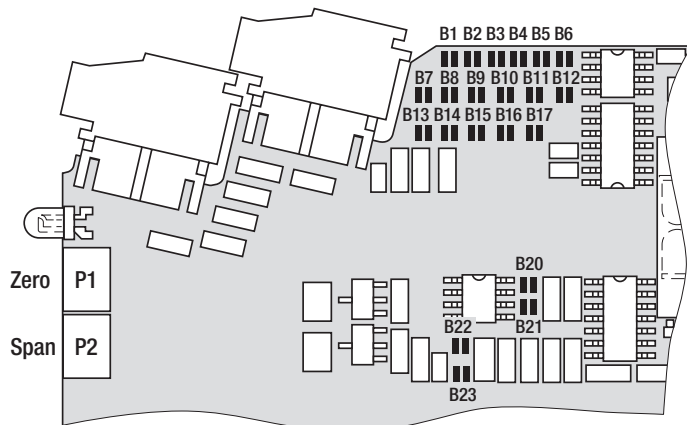 B1 B2 B3 B4 B5 B6
B7 B8 B9 B10 B11 B12
B13 B14 B15 B16 B17
Zero P1
B20
B21
Span P2
B22
B23